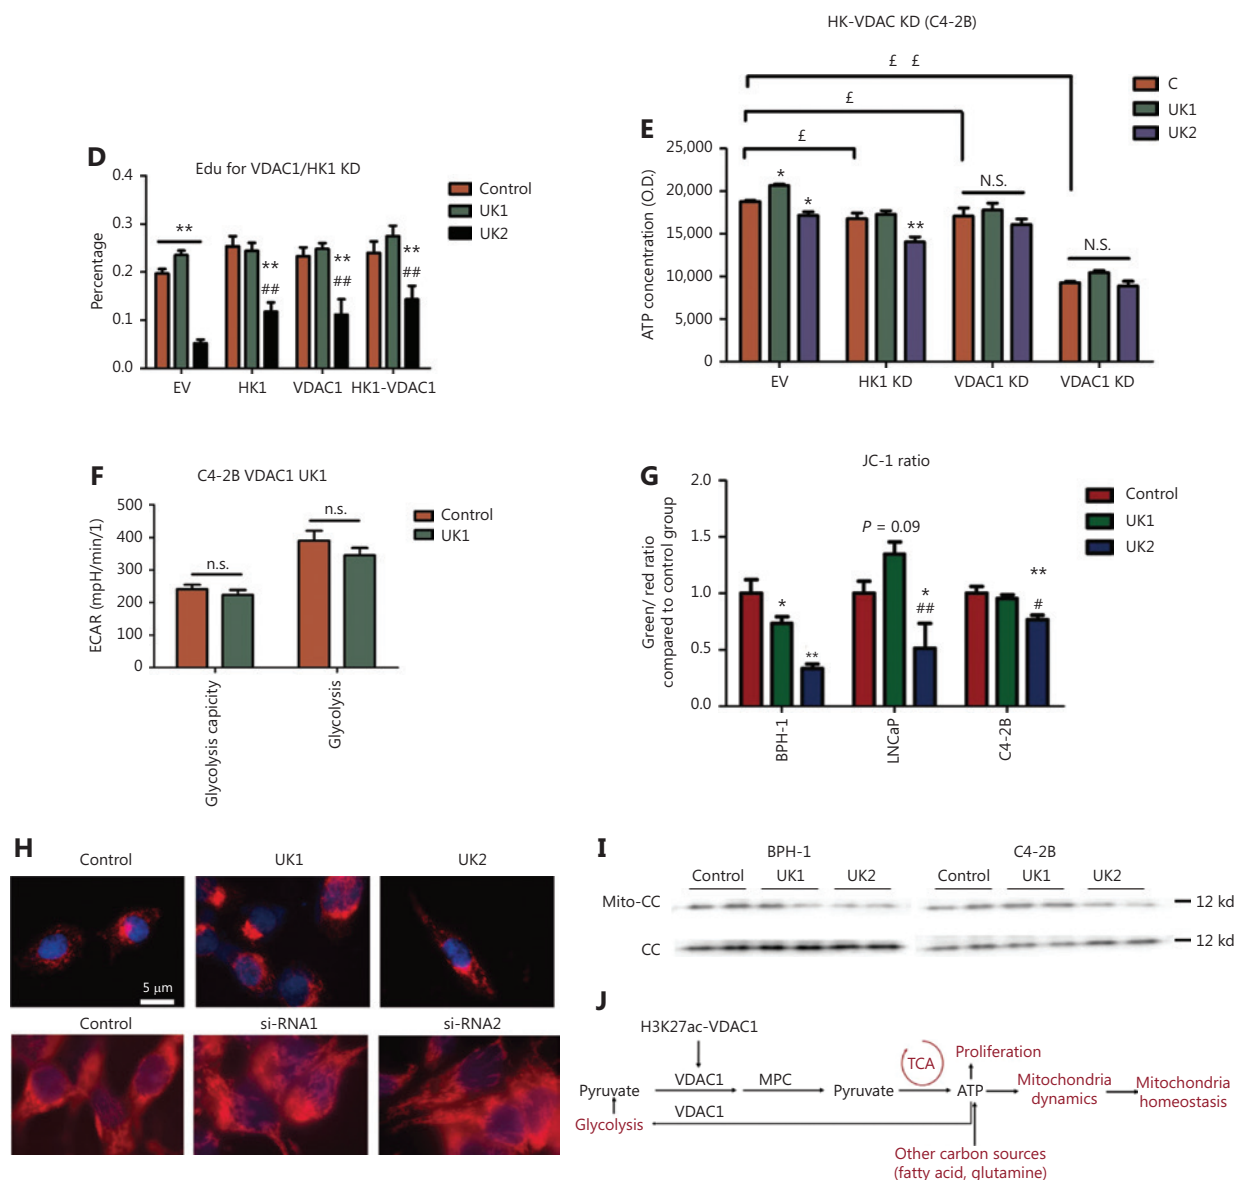 D
Edu for VDAC1/HK1 KD
Percentage
0.4
0.3
0.2
0.1
0.0
**
**
##
**
##
**
##
EV
HK1
VDAC1
HK1-VDAC1
Control
UK1
UK2
HK-VDAC KD (C4-2B)
E
£ £
£
£
C
UK1
UK2
ATP concentration (O.D.)
25,000
20,000
15,000
10,000
5,000
0
*
*
**
N.S.
N.S.
EV
HK1 KD
VDAC1 KD
VDAC1 KD
F
C4-2B VDAC1 UK1
ECAR (mpH/min/1)
500
400
300
200
100
0
n.s.
n.s.
Glycolysis capicity
Glycolysis
Control
UK1
G
JC-1 ratio
Green/ red ratio
compared to control group
2.0
1.5
1.0
0.5
0.0
*
**
P = 0.09
*
##
**
#
BPH-1
LNCaP
C4-2B
Control
UK1
UK2
H
Control
UK1
UK2
5 µm
Control
si-RNA1
si-RNA2
I
BPH-1
C4-2B
Control
UK1
UK2
Control
UK1
UK2
Mito-CC
12 kd
CC
12 kd
J
H3K27ac-VDAC1
Pyruvate
VDAC1
MPC
Pyruvate
TCA
ATP
Proliferation
Mitochondria
dynamics
Mitochondria
homeostasis
Glycolysis
VDAC1
Other carbon sources
(fatty acid, glutamine)